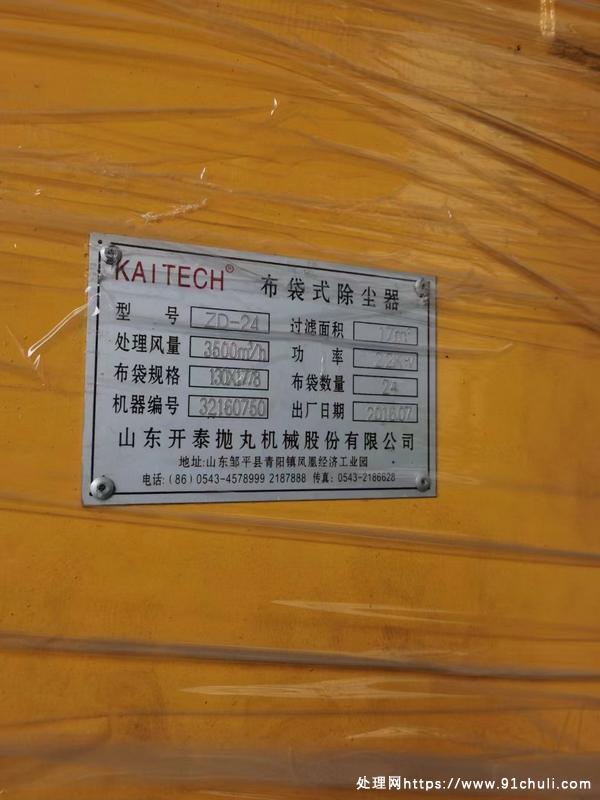 KAITECH® 布袋式除尘器
型 号 ZD-24 过滤面积
处理风量 3500m³/h 功 率
布袋规格 布袋数量 24
机器编号 32160750 出厂日期 2016.07
山东开泰抛丸机械股份有限公司
地址:山东邹平县青阳镇凤凰经济工业园
电话:(86) 0543-4578999 2187888 传真: 0543-2186628
处理网https://www.91chuli.com